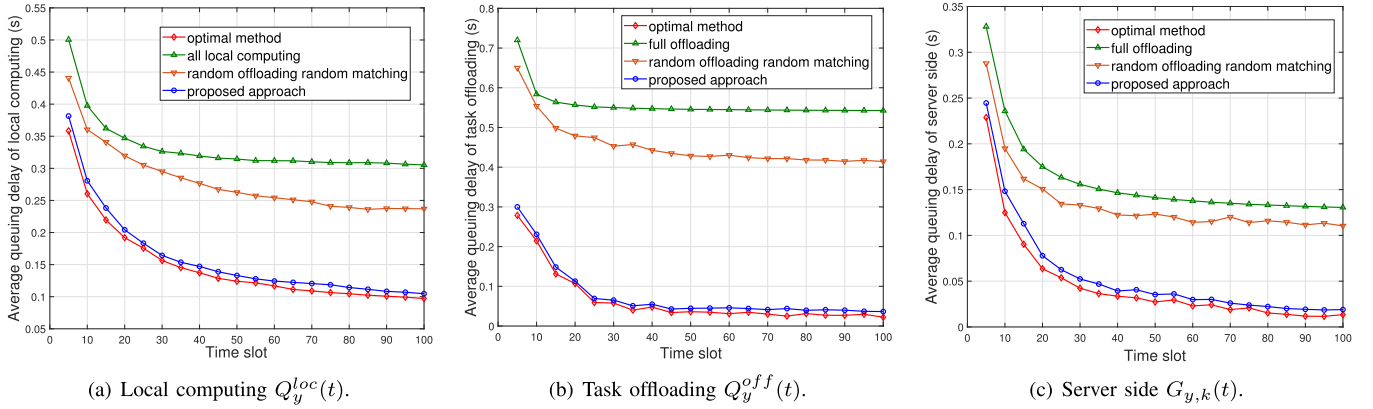 Average queuing delay of local computing (s)
0.55
0.5
0.45
0.4
0.35
0.3
0.25
0.2
0.15
0.1
0.05
optimal method
all local computing
random offloading random matching
proposed approach
0 10 20 30 40 50 60 70 80 90 100
Time slot
(a) Local computing Q_y^{loc}(t).
Average queuing delay of task offloading (s)
0.8
0.7
0.6
0.5
0.4
0.3
0.2
0.1
0
optimal method
full offloading
random offloading random matching
proposed approach
0 10 20 30 40 50 60 70 80 90 100
Time slot
(b) Task offloading Q_y^{off}(t).
Average queuing delay of server side (s)
0.35
0.3
0.25
0.2
0.15
0.1
0.05
0
optimal method
full offloading
random offloading random matching
proposed approach
0 10 20 30 40 50 60 70 80 90 100
Time slot
(c) Server side G_{y,k}(t).